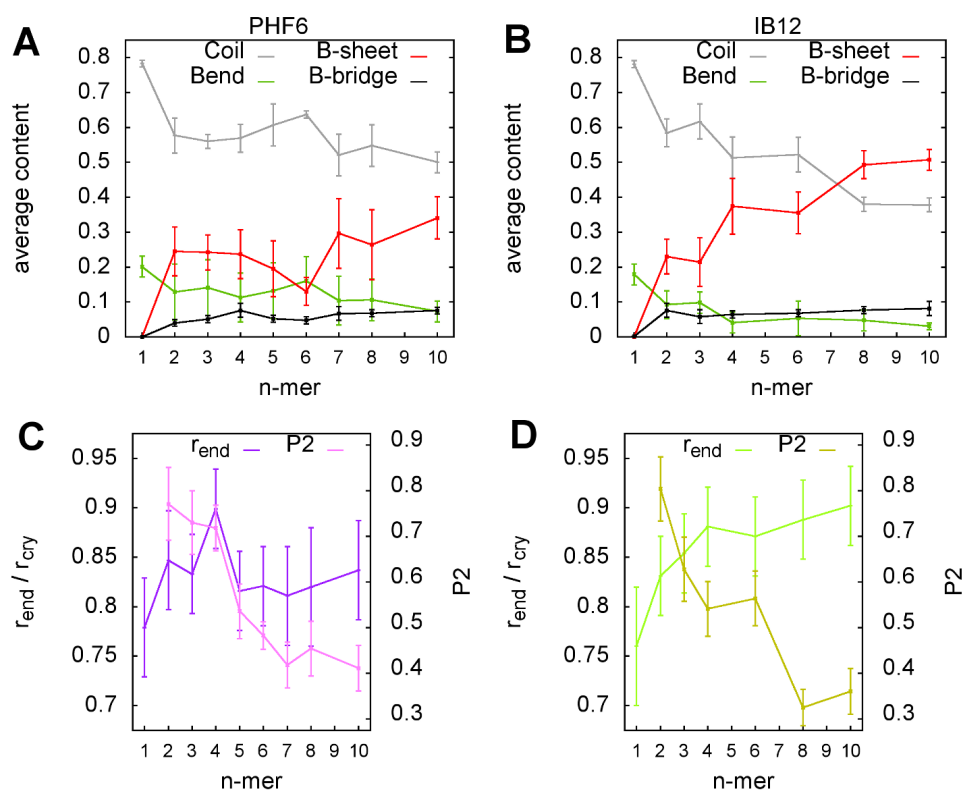 A
PHF6
Coil
B-sheet
Bend
B-bridge
0.8
0.7
0.6
0.5
0.4
0.3
0.2
0.1
0
average content
1 2 3 4 5 6 7 8 9 10
n-mer
B
IB12
Coil
B-sheet
Bend
B-bridge
0.8
0.7
0.6
0.5
0.4
0.3
0.2
0.1
0
average content
1 2 3 4 5 6 7 8 9 10
n-mer
C
rend P2
0.95
0.9
0.85
0.8
0.75
0.7
rend / rcry
0.9
0.8
0.7
0.6
0.5
0.4
0.3
P2
1 2 3 4 5 6 7 8 9 10
n-mer
D
rend P2
0.95
0.9
0.85
0.8
0.75
0.7
rend / rcry
0.9
0.8
0.7
0.6
0.5
0.4
0.3
P2
1 2 3 4 5 6 7 8 9 10
n-mer